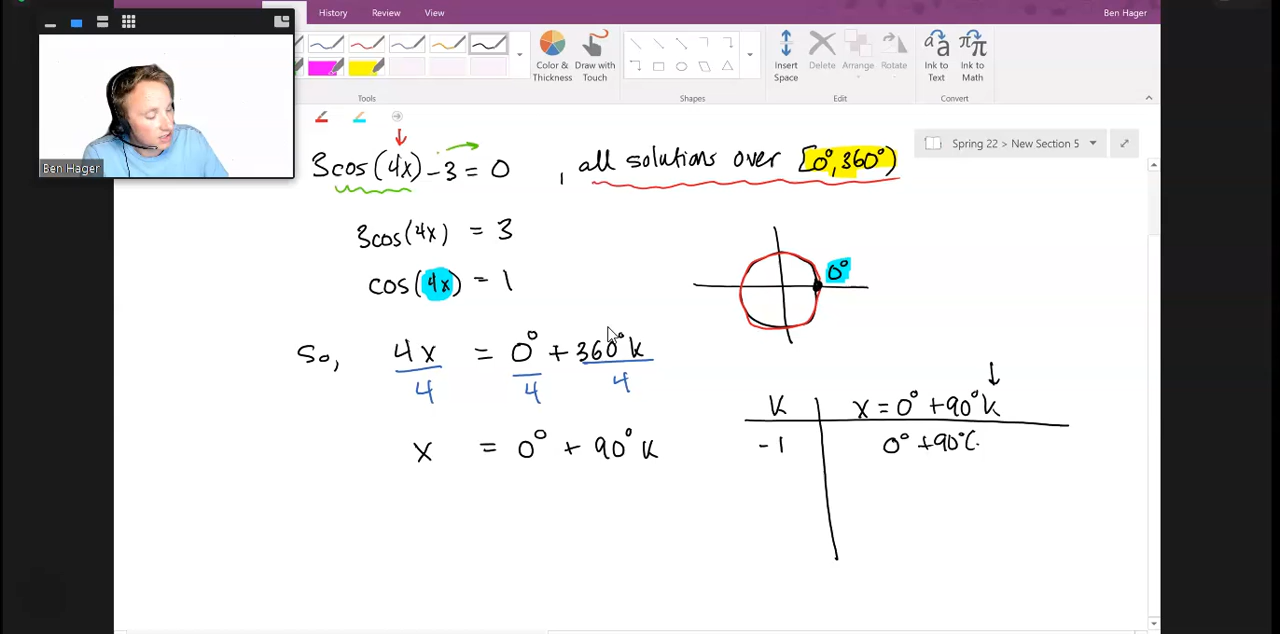 History Review View Ben Hager
Color & Thickness
Draw with Touch
Insert Space
Delete
Arrange
Rotate
Ink to Text
Ink to Math
Tools Shapes Edit Convert
Ben Hager
Spring 22 > New Section 5
3cos(4x) - 3 = 0 , all solutions over [0°, 360°)
3cos(4x) = 3
cos(4x) = 1
0°
So, 4x = 0° + 360°k
4 4 4
x = 0° + 90°k
k x = 0° + 90°k
-1 0° + 90°(-